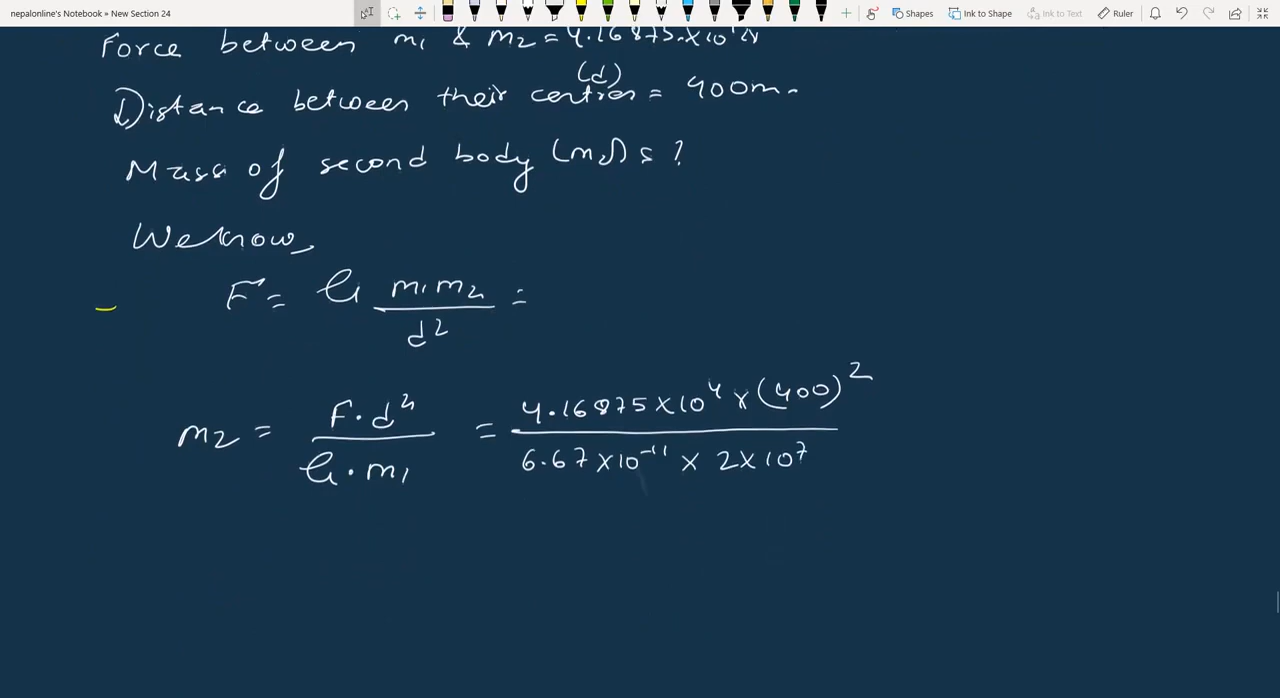 nepalonline's Notebook » New Section 24
Shapes Ink to Shape Ink to Text Ruler
Force between m₁ & m₂ = 4.16875 × 10⁴ N
(d)
Distance between their centres = 400m.
Mass of second body (m₂) = ?
We know,
F = G m₁ m₂ / d² =
m₂ = F · d² / G · m₁ = 4.16875 × 10⁴ × (400)² / 6.67 × 10⁻¹¹ × 2 × 10⁷